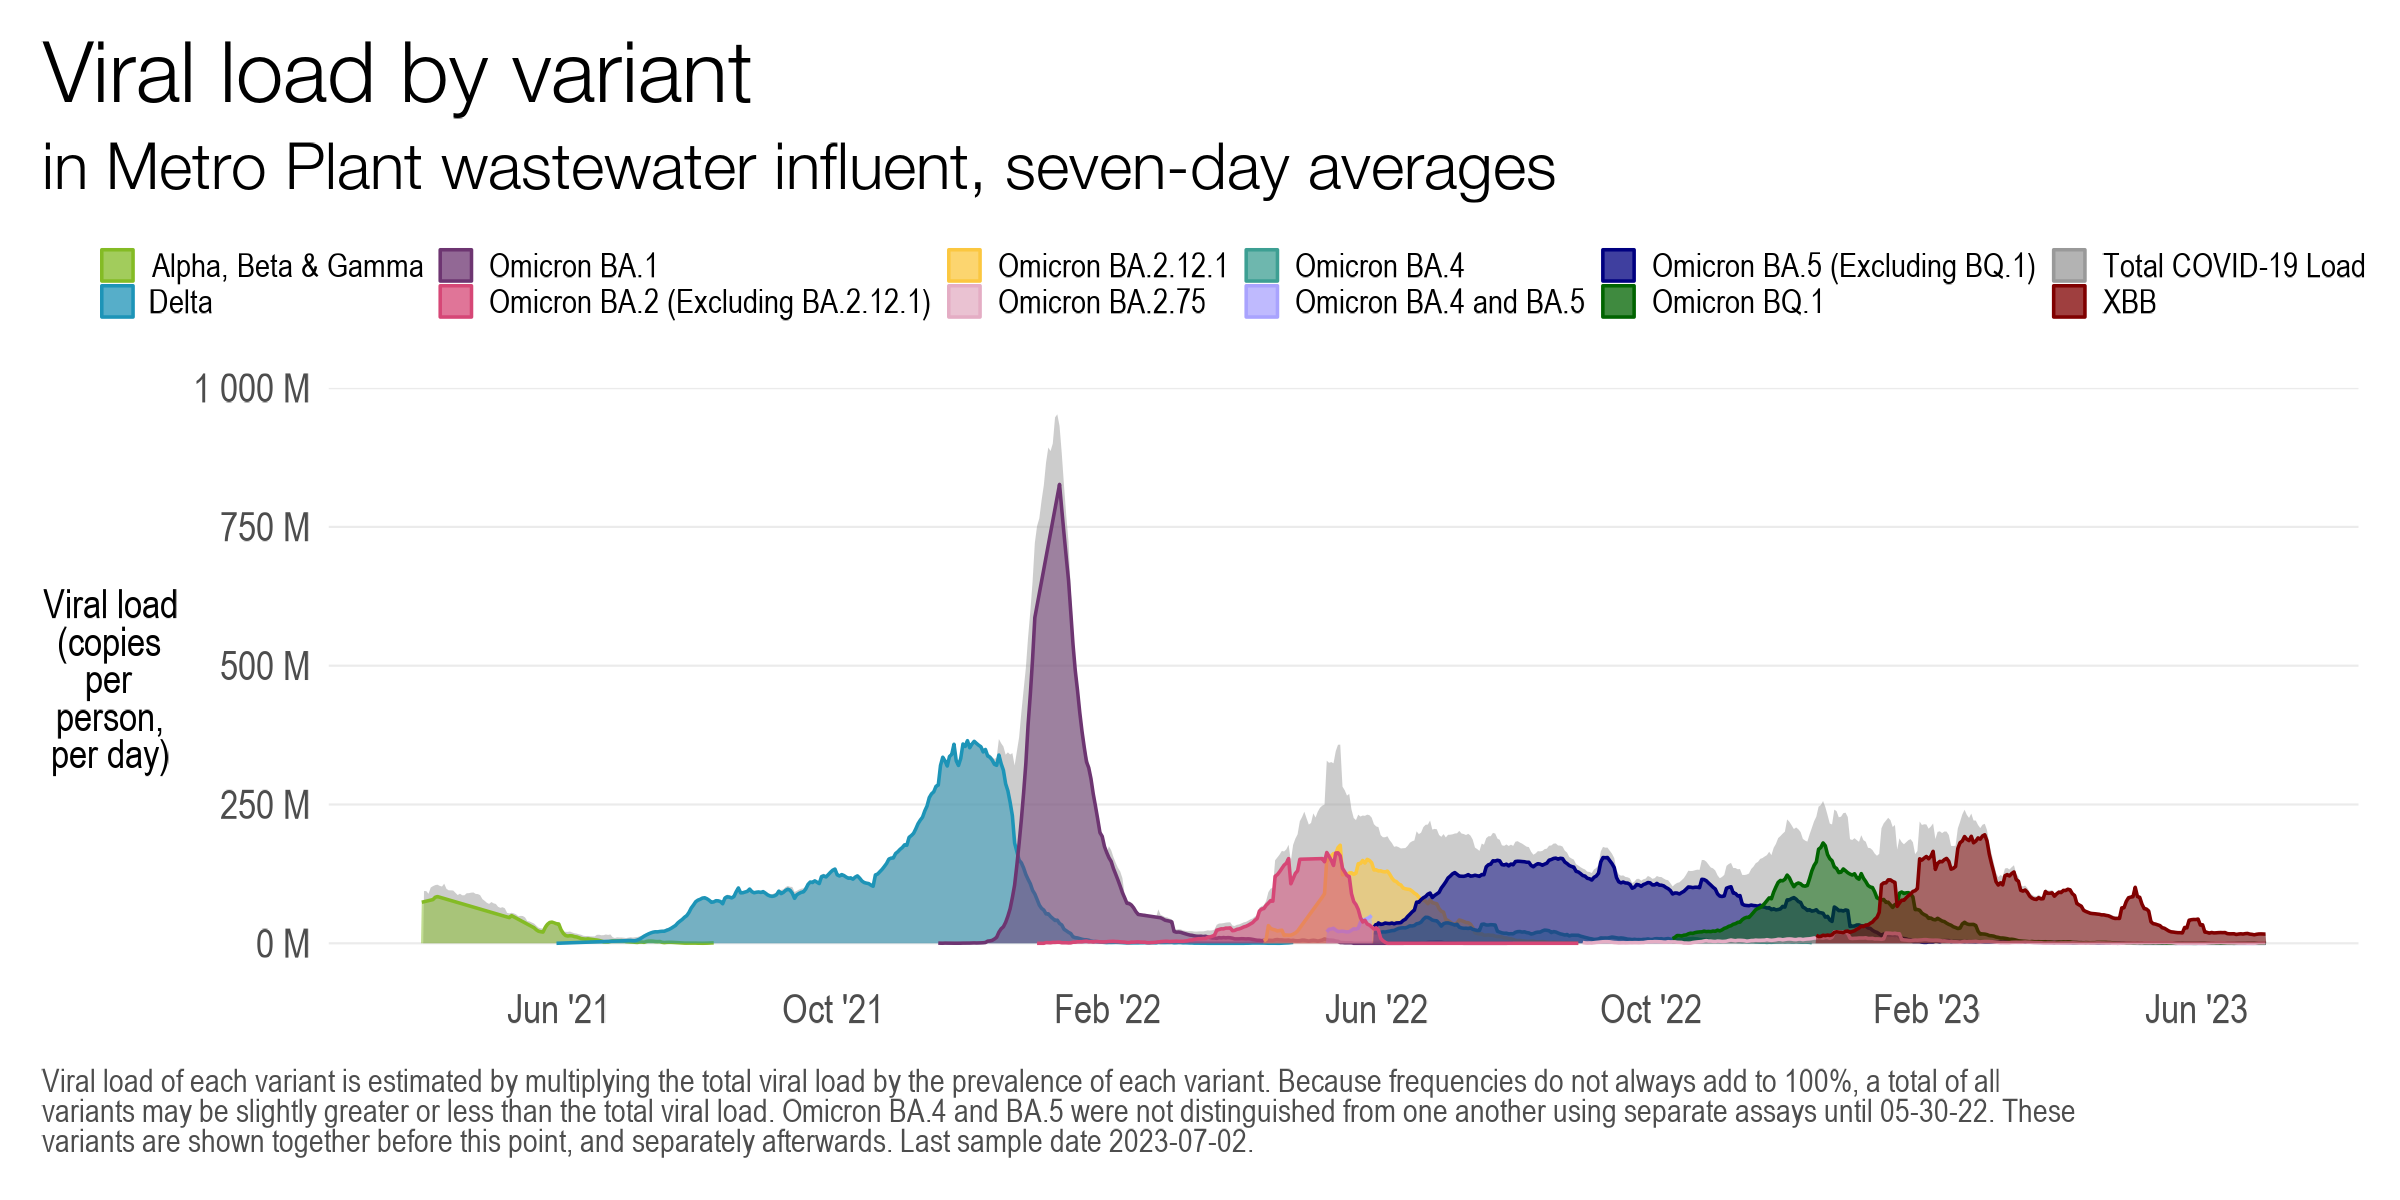 Viral load by variant
in Metro Plant wastewater influent, seven-day averages
Alpha, Beta & Gamma
Delta
Omicron BA.1
Omicron BA.2 (Excluding BA.2.12.1)
Omicron BA.2.12.1
Omicron BA.2.75
Omicron BA.4
Omicron BA.4 and BA.5
Omicron BA.5 (Excluding BQ.1)
Omicron BQ.1
Total COVID-19 Load
XBB
Viral load
(copies
per
person,
per day)
1 000 M
750 M
500 M
250 M
0 M
Jun '21
Oct '21
Feb '22
Jun '22
Oct '22
Feb '23
Jun '23
Viral load of each variant is estimated by multiplying the total viral load by the prevalence of each variant. Because frequencies do not always add to 100%, a total of all
variants may be slightly greater or less than the total viral load. Omicron BA.4 and BA.5 were not distinguished from one another using separate assays until 05-30-22. These
variants are shown together before this point, and separately afterwards. Last sample date 2023-07-02.